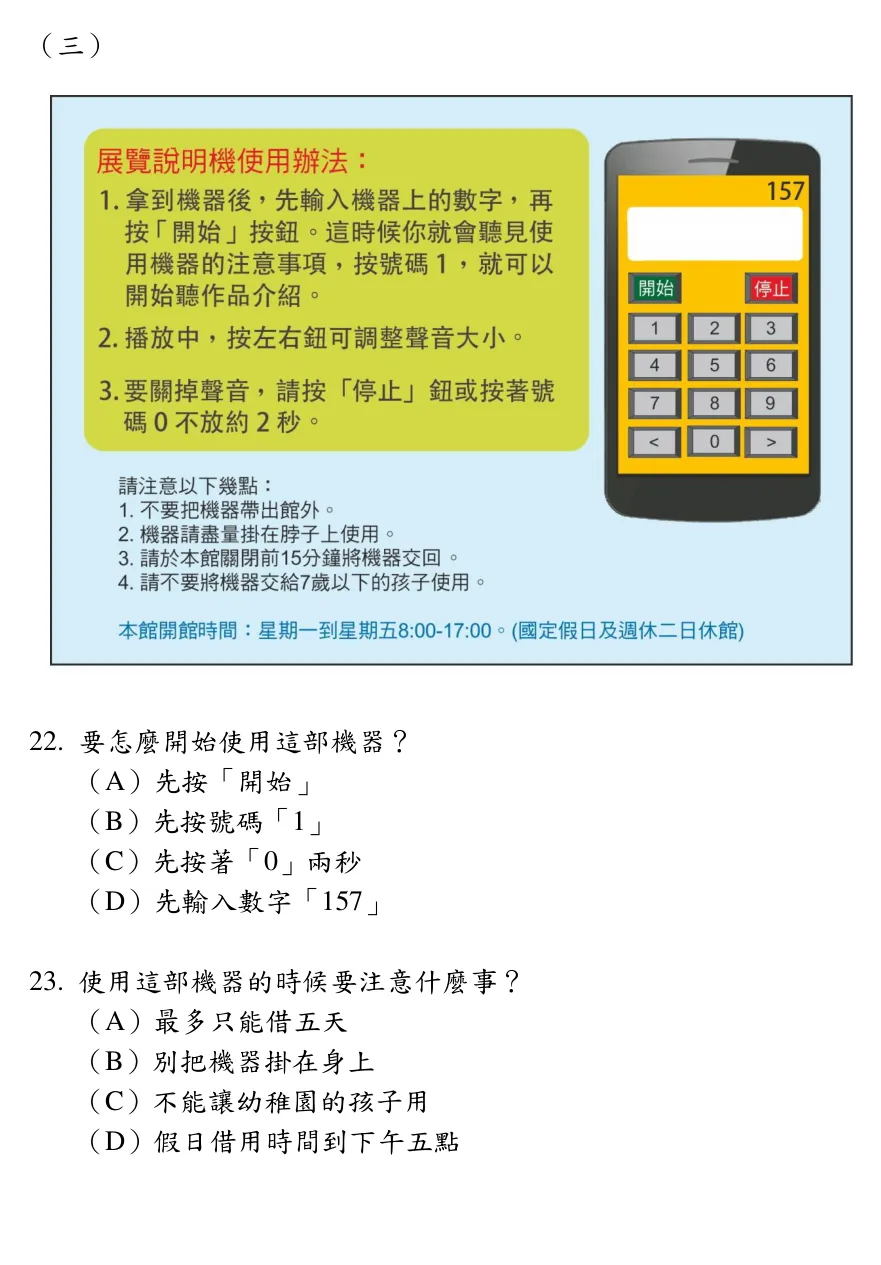 （三）
展覽說明機使用辦法：
1. 拿到機器後，先輸入機器上的數字，再
按「開始」按鈕。這時候你就會聽見使
用機器的注意事項，按號碼 1 ，就可以
開始聽作品介紹。
2. 播放中，按左右鈕可調整聲音大小。
3. 要關掉聲音，請按「停止」鈕或按著號
碼 0 不放約 2 秒。
157
開始 停止
1 2 3
4 5 6
7 8 9
< 0 >
請注意以下幾點：
1. 不要把機器帶出館外。
2. 機器請盡量掛在脖子上使用。
3. 請於本館關閉前15分鐘將機器交回。
4. 請不要將機器交給7歲以下的孩子使用。
本館開館時間：星期一到星期五8:00-17:00。(國定假日及週休二日休館)
22. 要怎麼開始使用這部機器？
（A）先按「開始」
（B）先按號碼「1」
（C）先按著「0」兩秒
（D）先輸入數字「157」
23. 使用這部機器的時候要注意什麼事？
（A）最多只能借五天
（B）別把機器掛在身上
（C）不能讓幼稚園的孩子用
（D）假日借用時間到下午五點